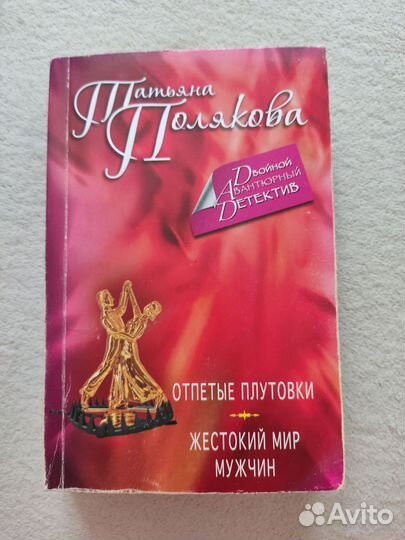 Татьяна
Полякова
Двойной
Авантюрный
Детектив
ОТПЕТЫЕ ПЛУТОВКИ
ЖЕСТОКИЙ МИР
МУЖЧИН
Avito